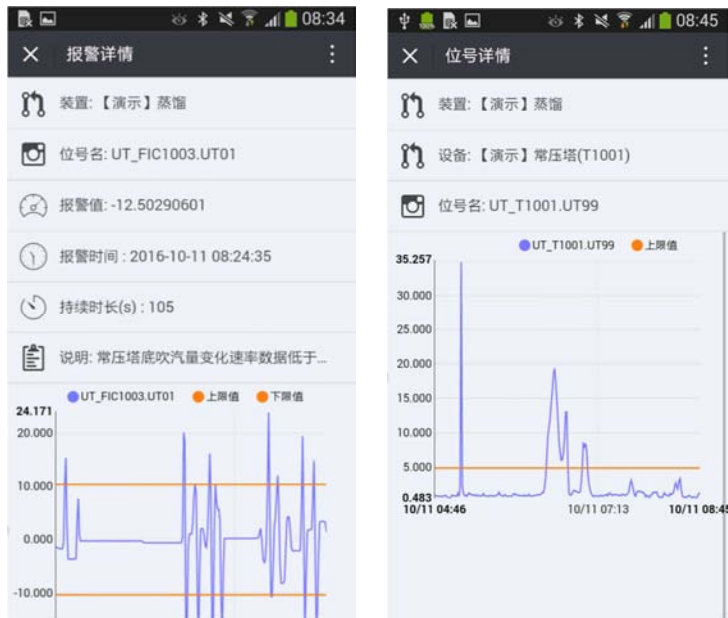 08:34
报警详情
装置: 【演示】蒸馏
位号名: UT_FIC1003.UT01
报警值: -12.50290601
报警时间 : 2016-10-11 08:24:35
持续时长(s) : 105
说明: 常压塔底吹汽量变化速率数据低于...
UT_FIC1003.UT01 上限值 下限值
24.171
20.000
10.000
0.000
-10.000
08:45
位号详情
装置: 【演示】蒸馏
设备: 【演示】常压塔(T1001)
位号名: UT_T1001.UT99
UT_T1001.UT99 上限值
35.257
30.000
25.000
20.000
15.000
10.000
5.000
0.483
10/11 04:46 10/11 07:13 10/11 08:45